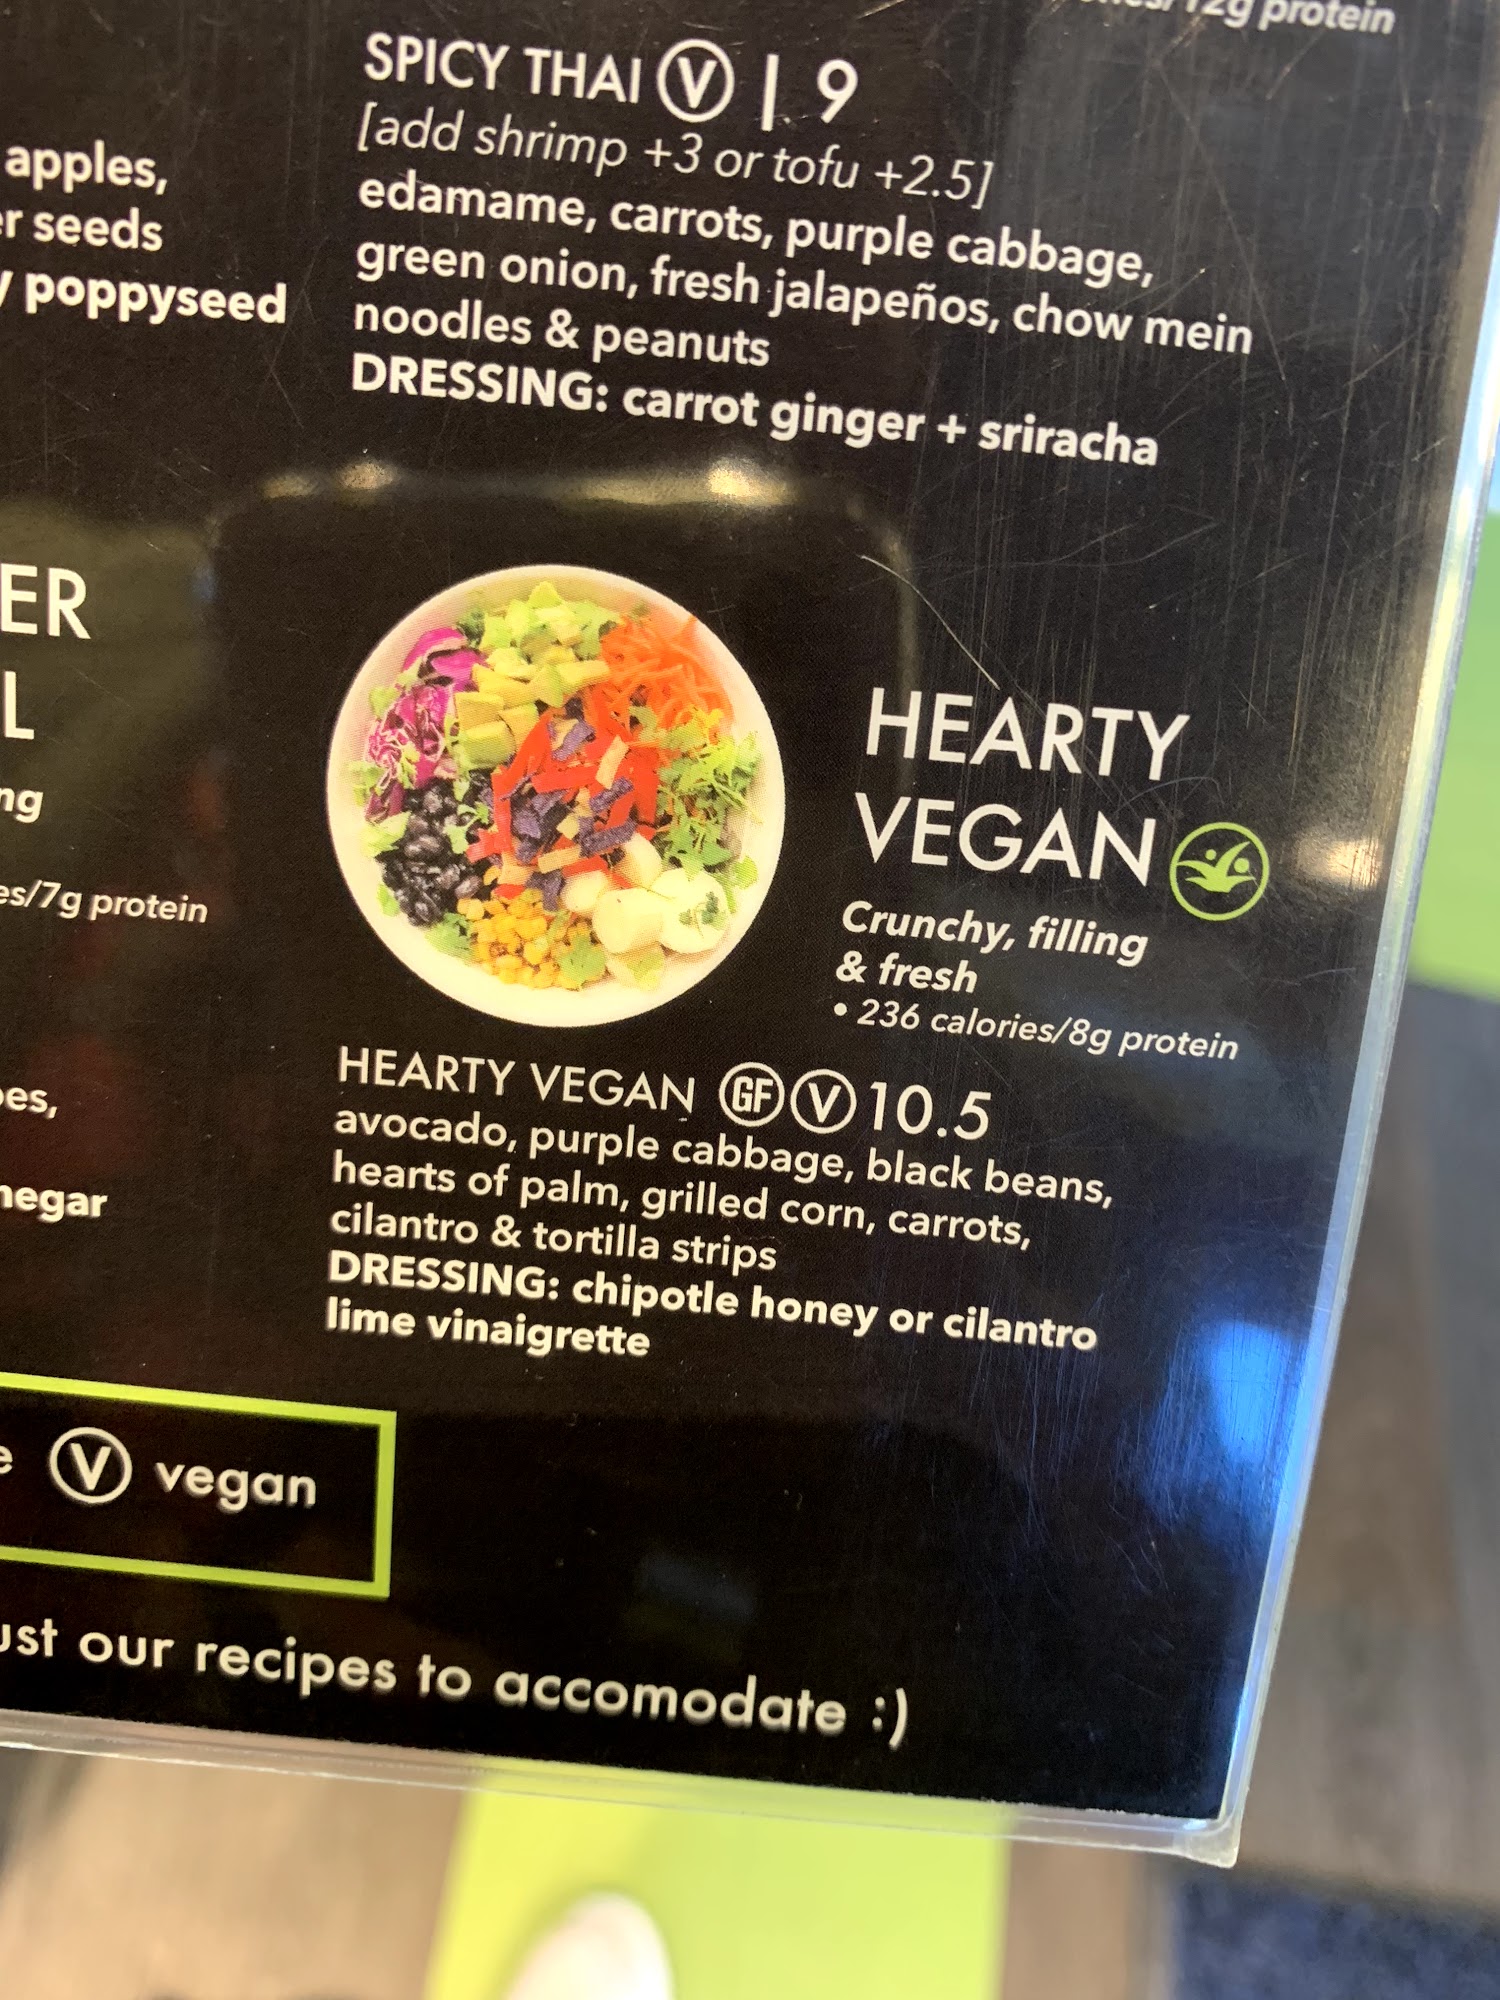 12g protein
SPICY THAI V | 9
[add shrimp +3 or tofu +2.5]
edamame, carrots, purple cabbage,
green onion, fresh jalapeños, chow mein
noodles & peanuts
DRESSING: carrot ginger + sriracha
apples,
seeds
poppyseed
HEARTY
VEGAN
Crunchy, filling
& fresh
• 236 calories/8g protein
HEARTY VEGAN GF V 10.5
avocado, purple cabbage, black beans,
hearts of palm, grilled corn, carrots,
cilantro & tortilla strips
DRESSING: chipotle honey or cilantro
lime vinaigrette
ER
L
ng
es/7g protein
es,
negar
e V vegan
ust our recipes to accomodate :)